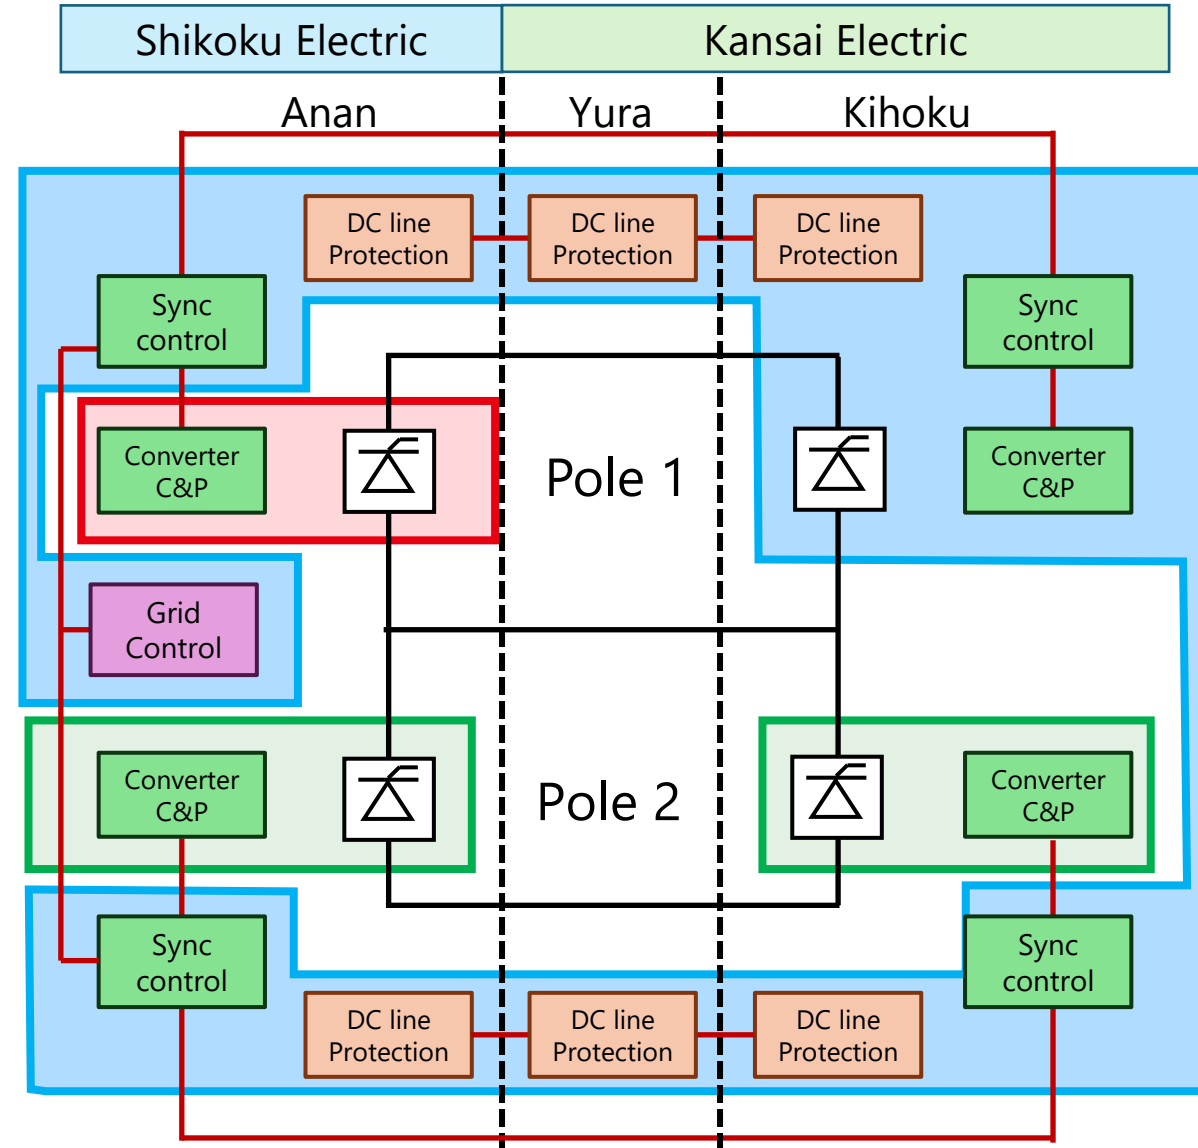 Shikoku Electric
Kansai Electric
Anan
Yura
Kihoku
DC line
Protection
DC line
Protection
DC line
Protection
Sync
control
Sync
control
Converter
C&P
Pole 1
Converter
C&P
Grid
Control
Converter
C&P
Pole 2
Converter
C&P
Sync
control
Sync
control
DC line
Protection
DC line
Protection
DC line
Protection